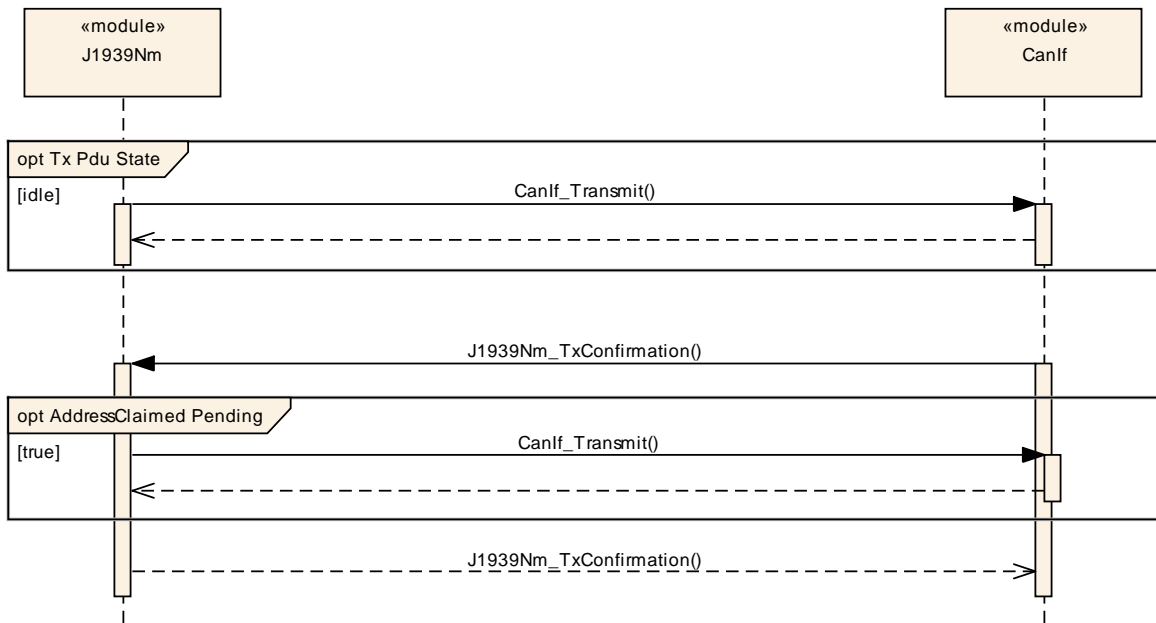 «module»
J1939Nm
«module»
CanIf
opt Tx Pdu State
[idle]
CanIf_Transmit()
J1939Nm_TxConfirmation()
opt AddressClaimed Pending
[true]
CanIf_Transmit()
J1939Nm_TxConfirmation()